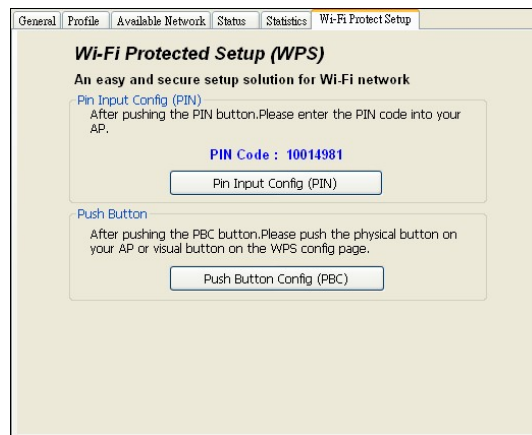 General Profile Available Network Status Statistics Wi-Fi Protect Setup
Wi-Fi Protected Setup (WPS)
An easy and secure setup solution for Wi-Fi network
Pin Input Config (PIN)
After pushing the PIN button.Please enter the PIN code into your
AP.
PIN Code : 10014981
Pin Input Config (PIN)
Push Button
After pushing the PBC button.Please push the physical button on
your AP or visual button on the WPS config page.
Push Button Config (PBC)